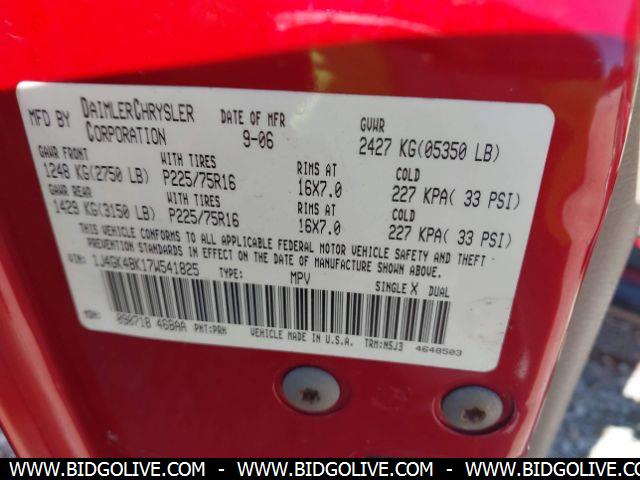 MFD BY DAIMLERCHRYSLER CORPORATION DATE OF MFR 9-06 GVWR 2427 KG(05350 LB)
GAWR FRONT WITH TIRES RIMS AT COLD
1248 KG(2750 LB) P225/75R16 16X7.0 227 KPA( 33 PSI)
GAWR REAR WITH TIRES RIMS AT COLD
1429 KG(3150 LB) P225/75R16 16X7.0 227 KPA( 33 PSI)
THIS VEHICLE CONFORMS TO ALL APPLICABLE FEDERAL MOTOR VEHICLE SAFETY AND THEFT
PREVENTION STANDARDS IN EFFECT ON THE DATE OF MANUFACTURE SHOWN ABOVE.
VIN: 1J4GK48K17W541825 TYPE: MPV SINGLE X DUAL
MDH: 090718 468AA PNT:PRH VEHICLE MADE IN U.S.A. TRM:N5J3 4648503
WWW.BIDGOLIVE.COM - WWW.BIDGOLIVE.COM - WWW.BIDGOLIVE.COM